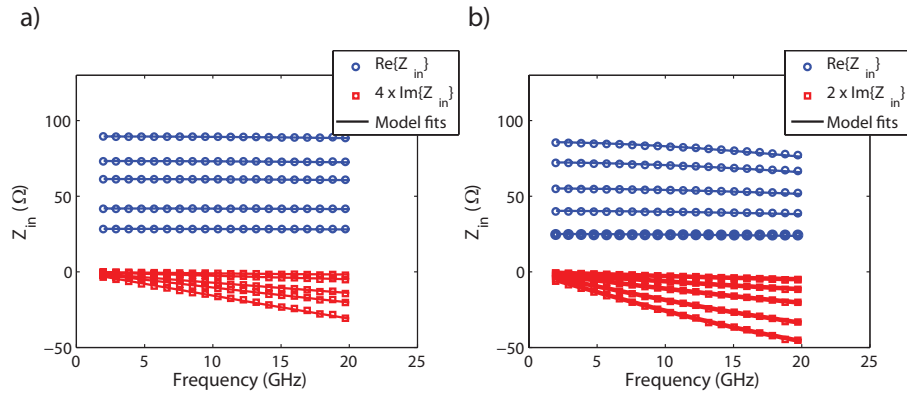 a)
Re{Z in}
4 x Im{Z in}
Model fits
100
50
0
−50
Z in (Ω)
0
5
10
15
20
25
Frequency (GHz)
b)
Re{Z in}
2 x Im{Z in}
Model fits
100
50
0
−50
Z in (Ω)
0
5
10
15
20
25
Frequency (GHz)